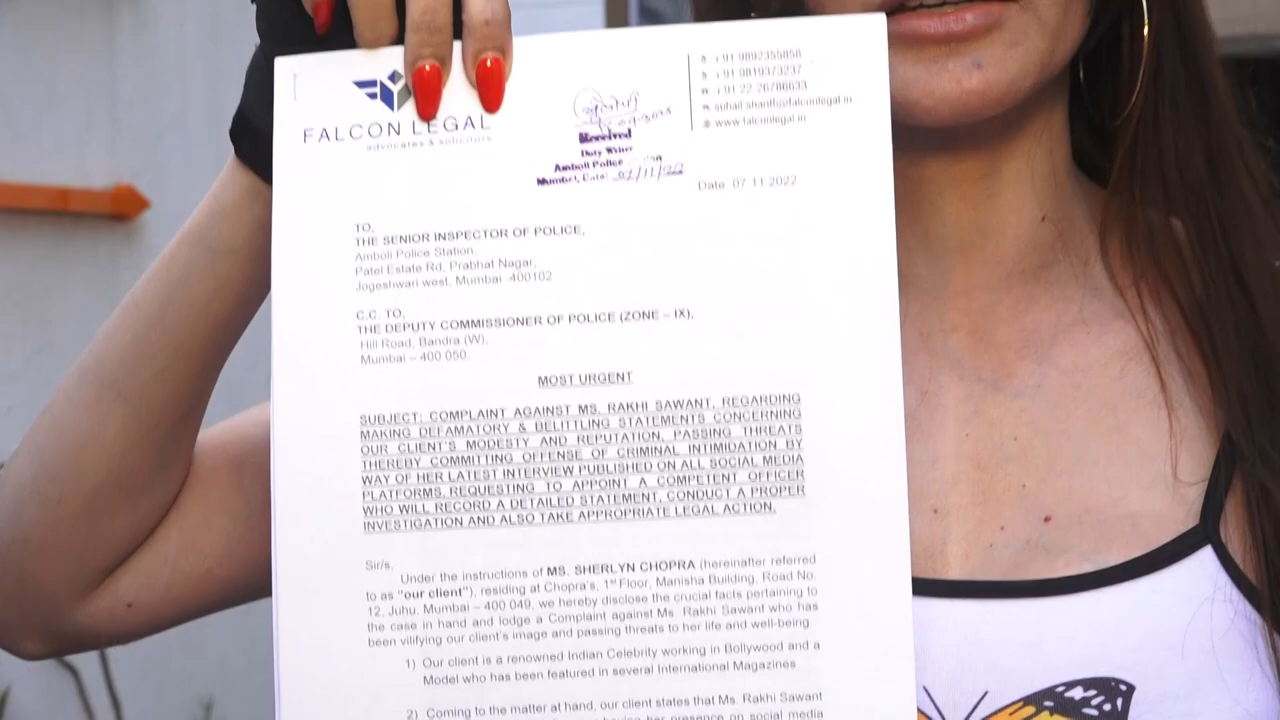 FALCON LEGAL
advocates & solicitors
Received
Duty Writer
Amboli Police
Mumbai, Date:
+91 9892355858
+91 9819373237
+91 22 26786633
suhail.shariff@falconlegal.in
www.falconlegal.in
Date. 07.11.2022
TO,
THE SENIOR INSPECTOR OF POLICE,
Amboli Police Station,
Patel Estate Rd, Prabhat Nagar,
Jogeshwari west, Mumbai -400102
C.C. TO,
THE DEPUTY COMMISSIONER OF POLICE (ZONE – IX),
Hill Road, Bandra (W),
Mumbai – 400 050.
MOST URGENT
SUBJECT: COMPLAINT AGAINST MS. RAKHI SAWANT, REGARDING
MAKING DEFAMATORY & BELITTLING STATEMENTS CONCERNING
OUR CLIENT'S MODESTY AND REPUTATION, PASSING THREATS
THEREBY COMMITTING OFFENSE OF CRIMINAL INTIMIDATION BY
WAY OF HER LATEST INTERVIEW PUBLISHED ON ALL SOCIAL MEDIA
PLATFORMS, REQUESTING TO APPOINT A COMPETENT OFFICER
WHO WILL RECORD A DETAILED STATEMENT, CONDUCT A PROPER
INVESTIGATION AND ALSO TAKE APPROPRIATE LEGAL ACTION.
Sir/s,
Under the instructions of MS. SHERLYN CHOPRA (hereinafter referred
to as "our client"), residing at Chopra's, 1st Floor, Manisha Building, Road No.
12, Juhu, Mumbai – 400 049, we hereby disclose the crucial facts pertaining to
the case in hand and lodge a Complaint against Ms. Rakhi Sawant who has
been vilifying our client's image and passing threats to her life and well-being.
1) Our client is a renowned Indian Celebrity working in Bollywood and a
Model who has been featured in several International Magazines
2) Coming to the matter at hand, our client states that Ms. Rakhi Sawant
her presence on social media